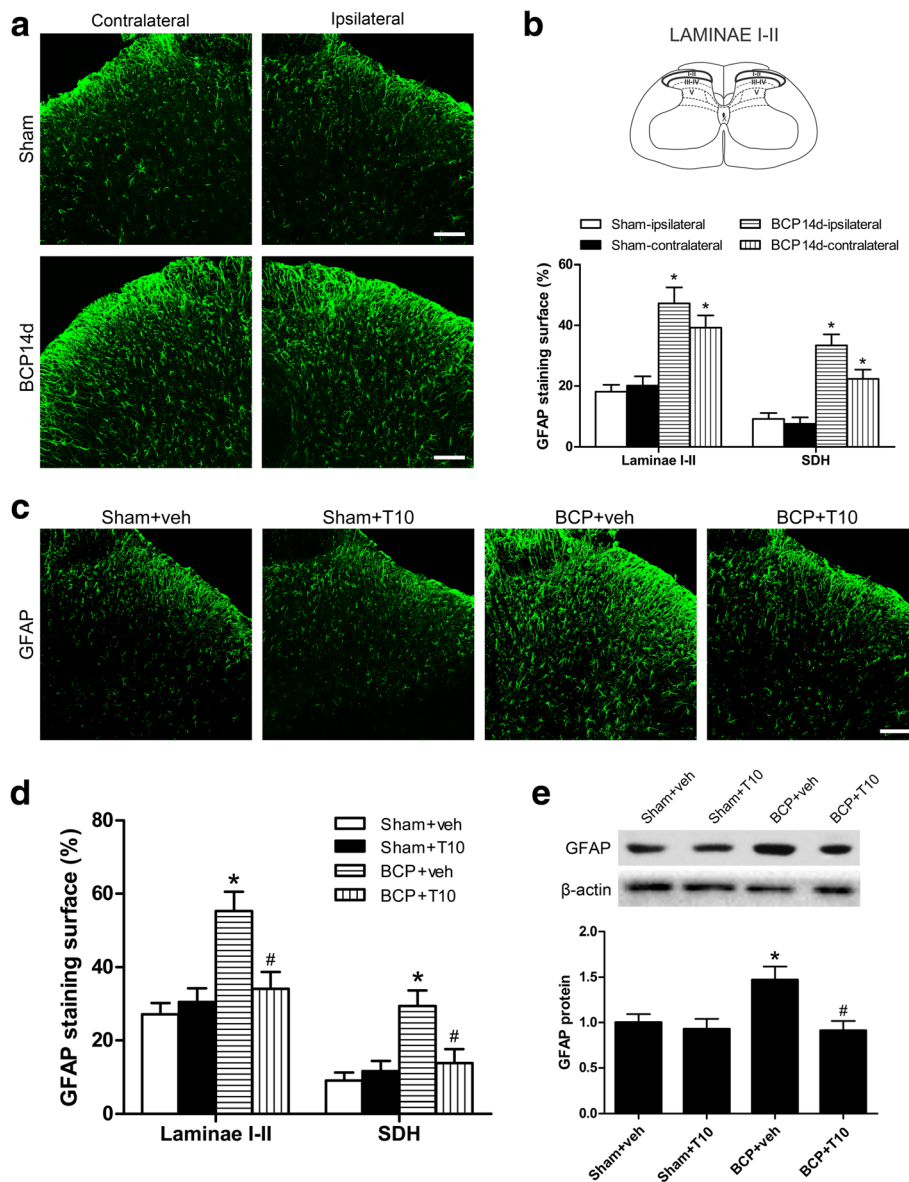 a
Contralateral
Ipsilateral
Sham
BCP14d
b
LAMINAE I-II
I-II
I-II
III-IV
III-IV
V
V
Sham-ipsilateral
BCP14d-ipsilateral
Sham-contralateral
BCP14d-contralateral
GFAP staining surface (%)
60
40
20
0
*
*
*
*
Laminae I-II
SDH
c
Sham+veh
Sham+T10
BCP+veh
BCP+T10
GFAP
d
GFAP staining surface (%)
80
60
40
20
0
Sham+veh
Sham+T10
BCP+veh
BCP+T10
*
#
*
#
Laminae I-II
SDH
e
Sham+veh
Sham+T10
BCP+veh
BCP+T10
GFAP
β-actin
GFAP protein
2.0
1.5
1.0
0.5
0.0
*
#
Sham+veh
Sham+T10
BCP+veh
BCP+T10